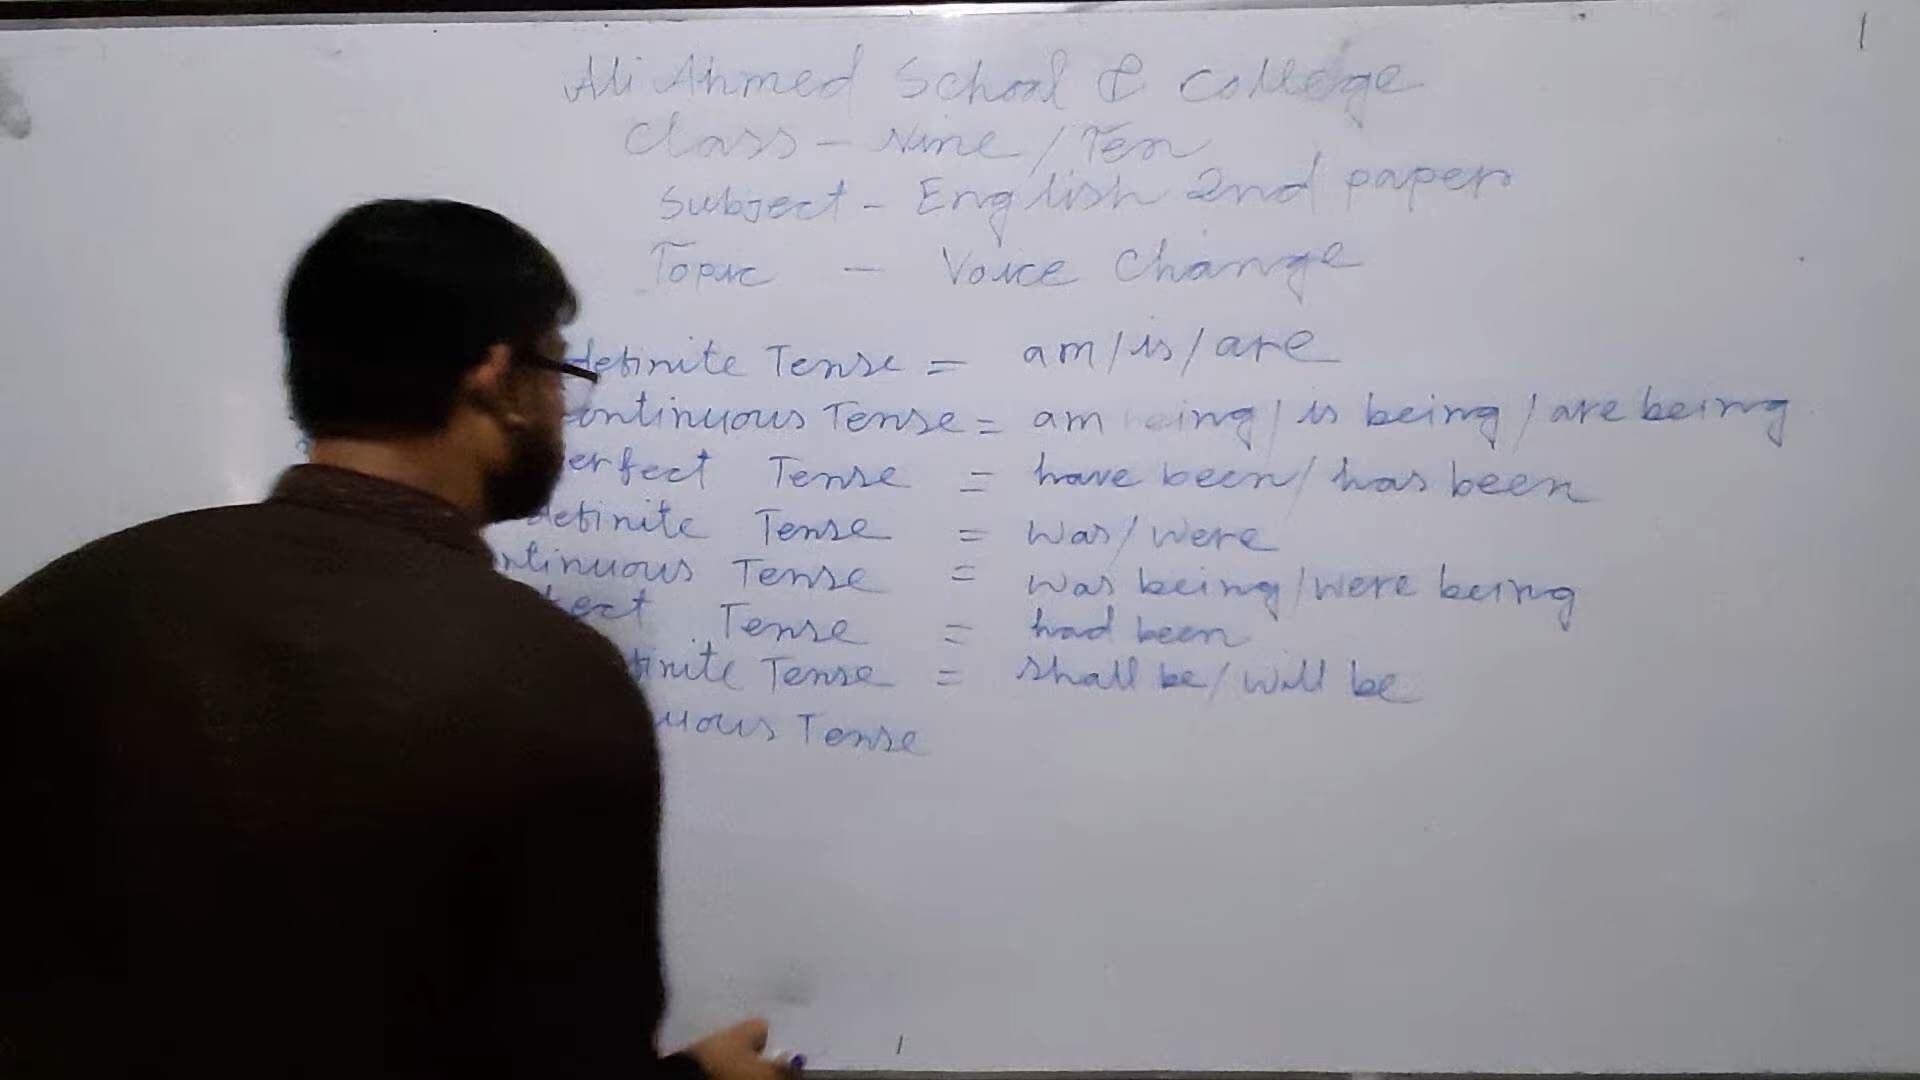 Ali Ahmed School & Colledge
Class - Nine / Ten
Subject - English 2nd paper
Topic - Voice Change
definite Tense = am / is / are
continuous Tense = am being / is being / are being
erfect Tense = have been / has been
definite Tense = was / were
ntinuous Tense = was being / were being
fect Tense = had been
finite Tense = shall be / will be
uous Tense